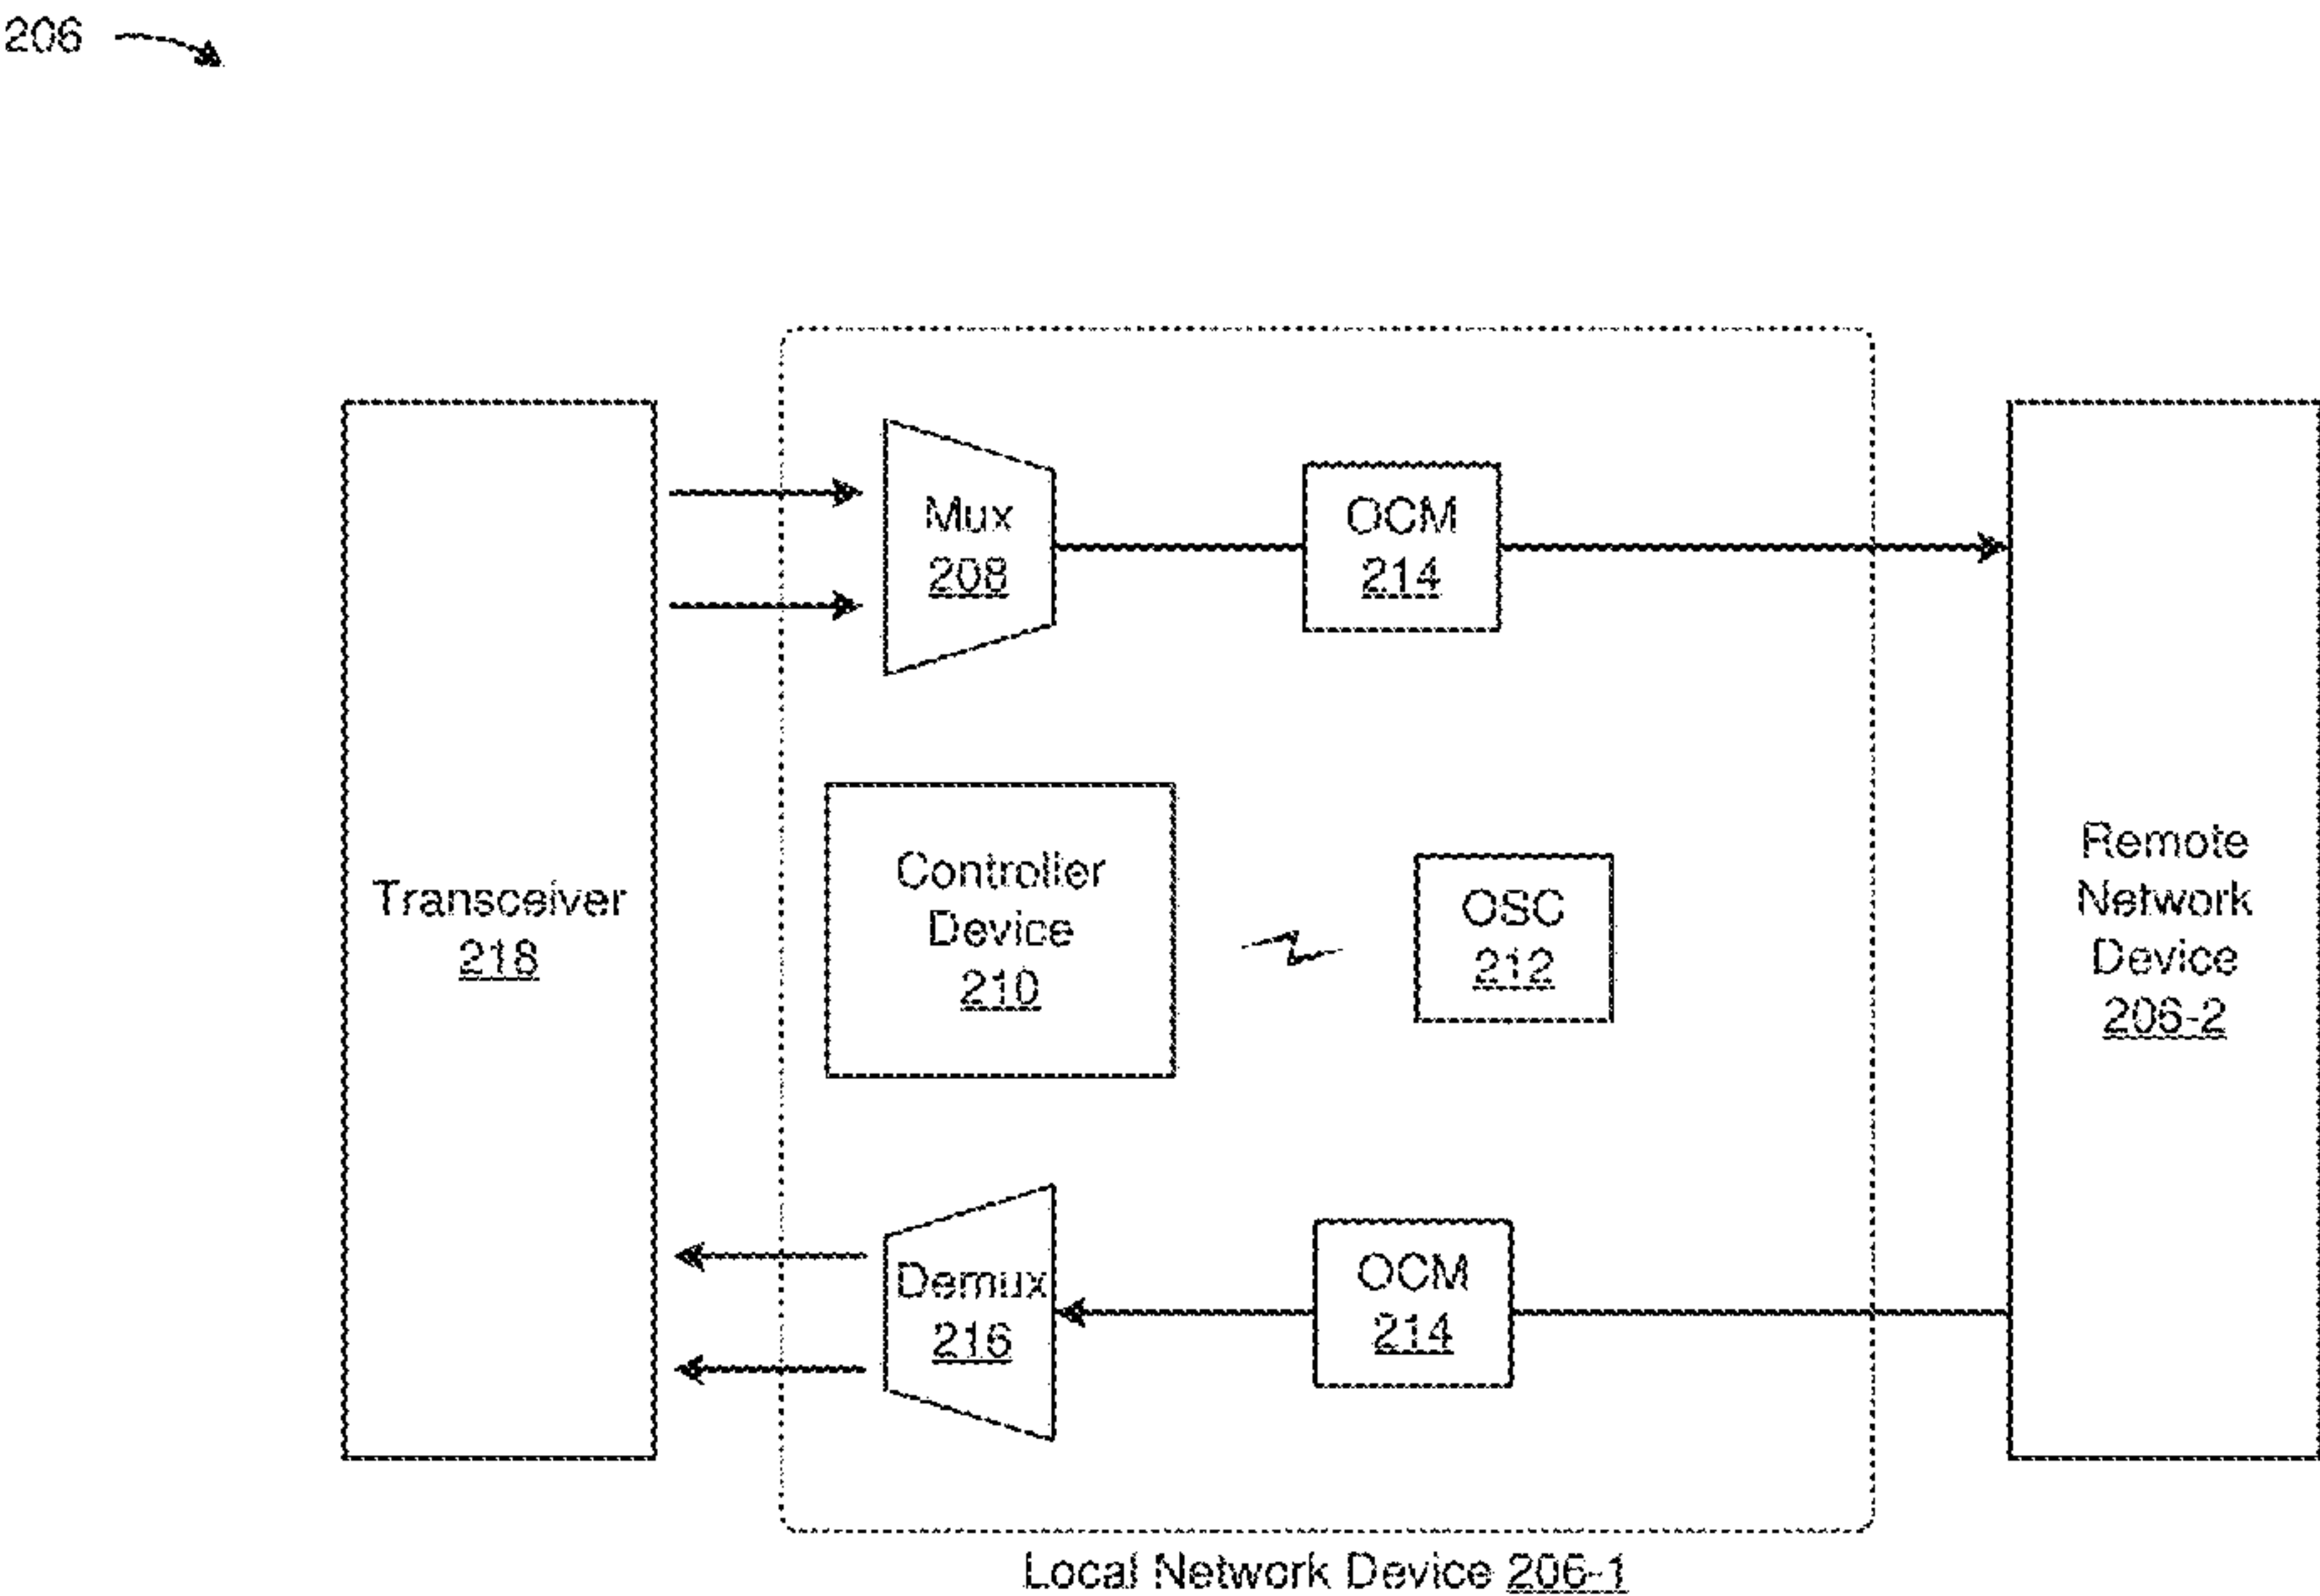 206
Mux
208
OCM
214
Transceiver
218
Controller
Device
210
OSC
212
Remote
Network
Device
206-2
Demux
216
OCM
214
Local Network Device 206-1